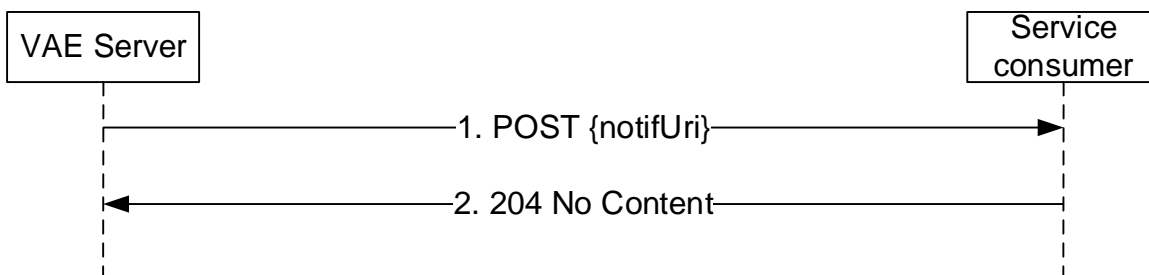 VAE Server
Service
consumer
1. POST {notifUri}
2. 204 No Content